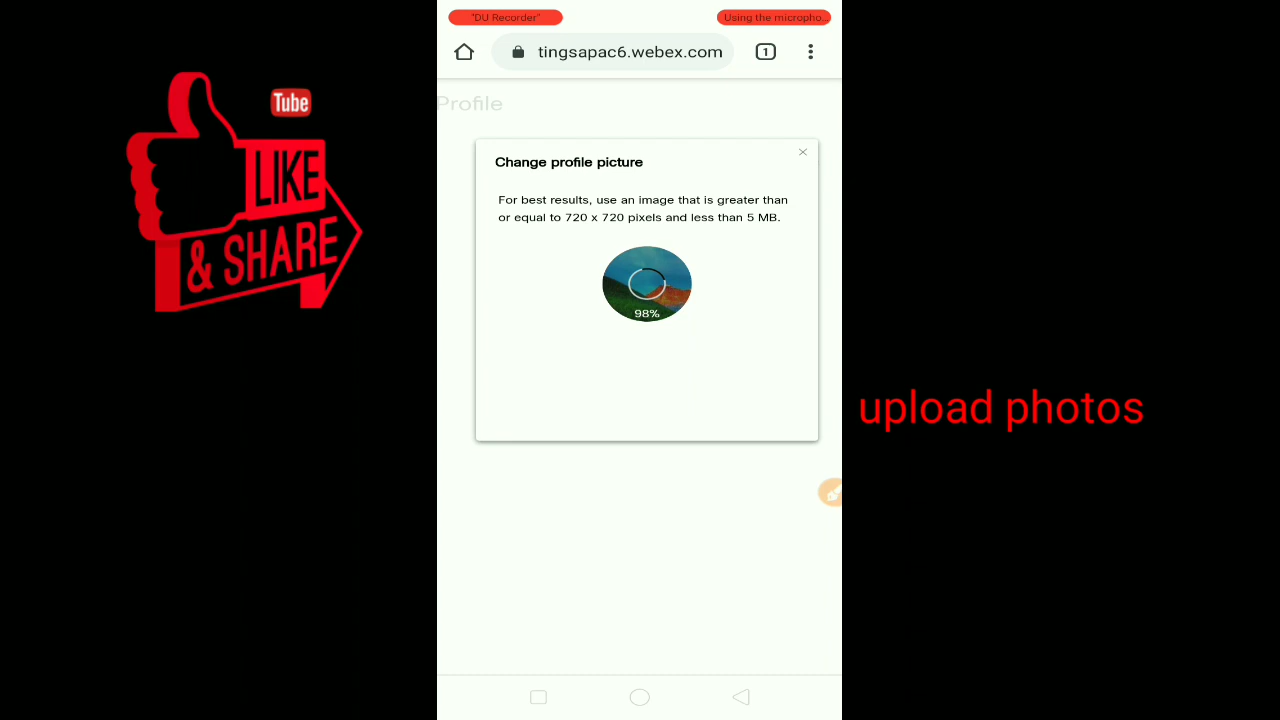 "DU Recorder"
Using the micropho...
tingsapac6.webex.com
1
Profile
Tube
LIKE
& SHARE
Change profile picture
For best results, use an image that is greater than
or equal to 720 x 720 pixels and less than 5 MB.
98%
upload photos